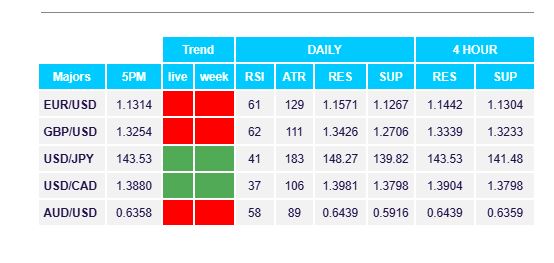 Trend DAILY 4 HOUR
Majors 5PM live week RSI ATR RES SUP RES SUP
EUR/USD 1.1314 61 129 1.1571 1.1267 1.1442 1.1304
GBP/USD 1.3254 62 111 1.3426 1.2706 1.3339 1.3233
USD/JPY 143.53 41 183 148.27 139.82 143.53 141.48
USD/CAD 1.3880 37 106 1.3981 1.3798 1.3904 1.3798
AUD/USD 0.6358 58 89 0.6439 0.5916 0.6439 0.6359